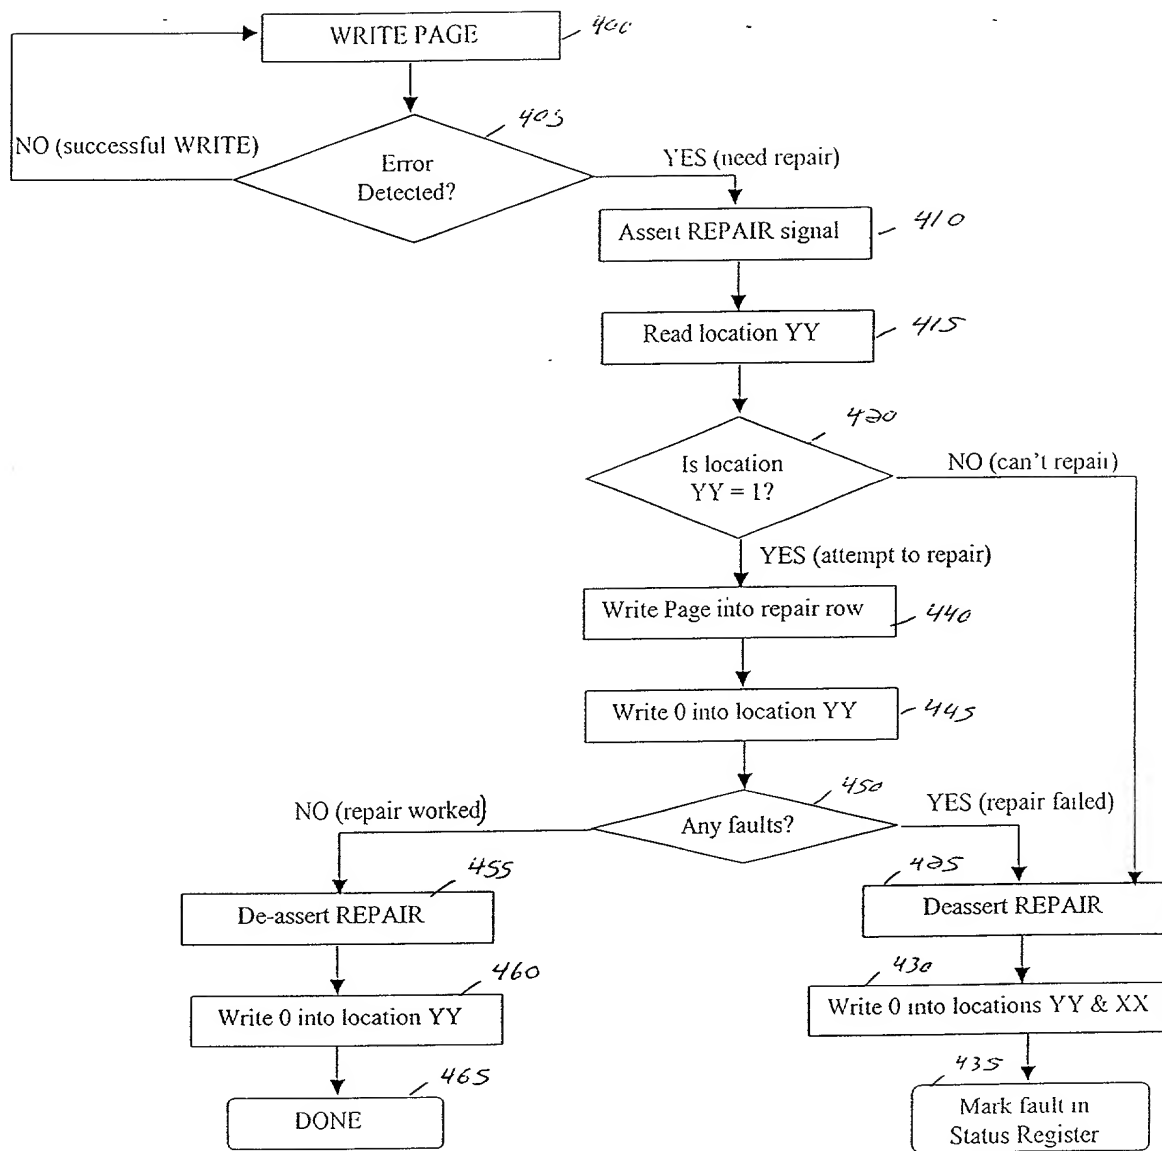 WRITE PAGE
400
405
NO (successful WRITE)
Error
Detected?
YES (need repair)
Assert REPAIR signal
410
Read location YY
415
420
Is location
YY = 1?
NO (can't repair)
YES (attempt to repair)
Write Page into repair row
440
Write 0 into location YY
445
450
NO (repair worked)
Any faults?
YES (repair failed)
455
425
De-assert REPAIR
Deassert REPAIR
460
430
Write 0 into location YY
Write 0 into locations YY & XX
465
435
DONE
Mark fault in
Status Register